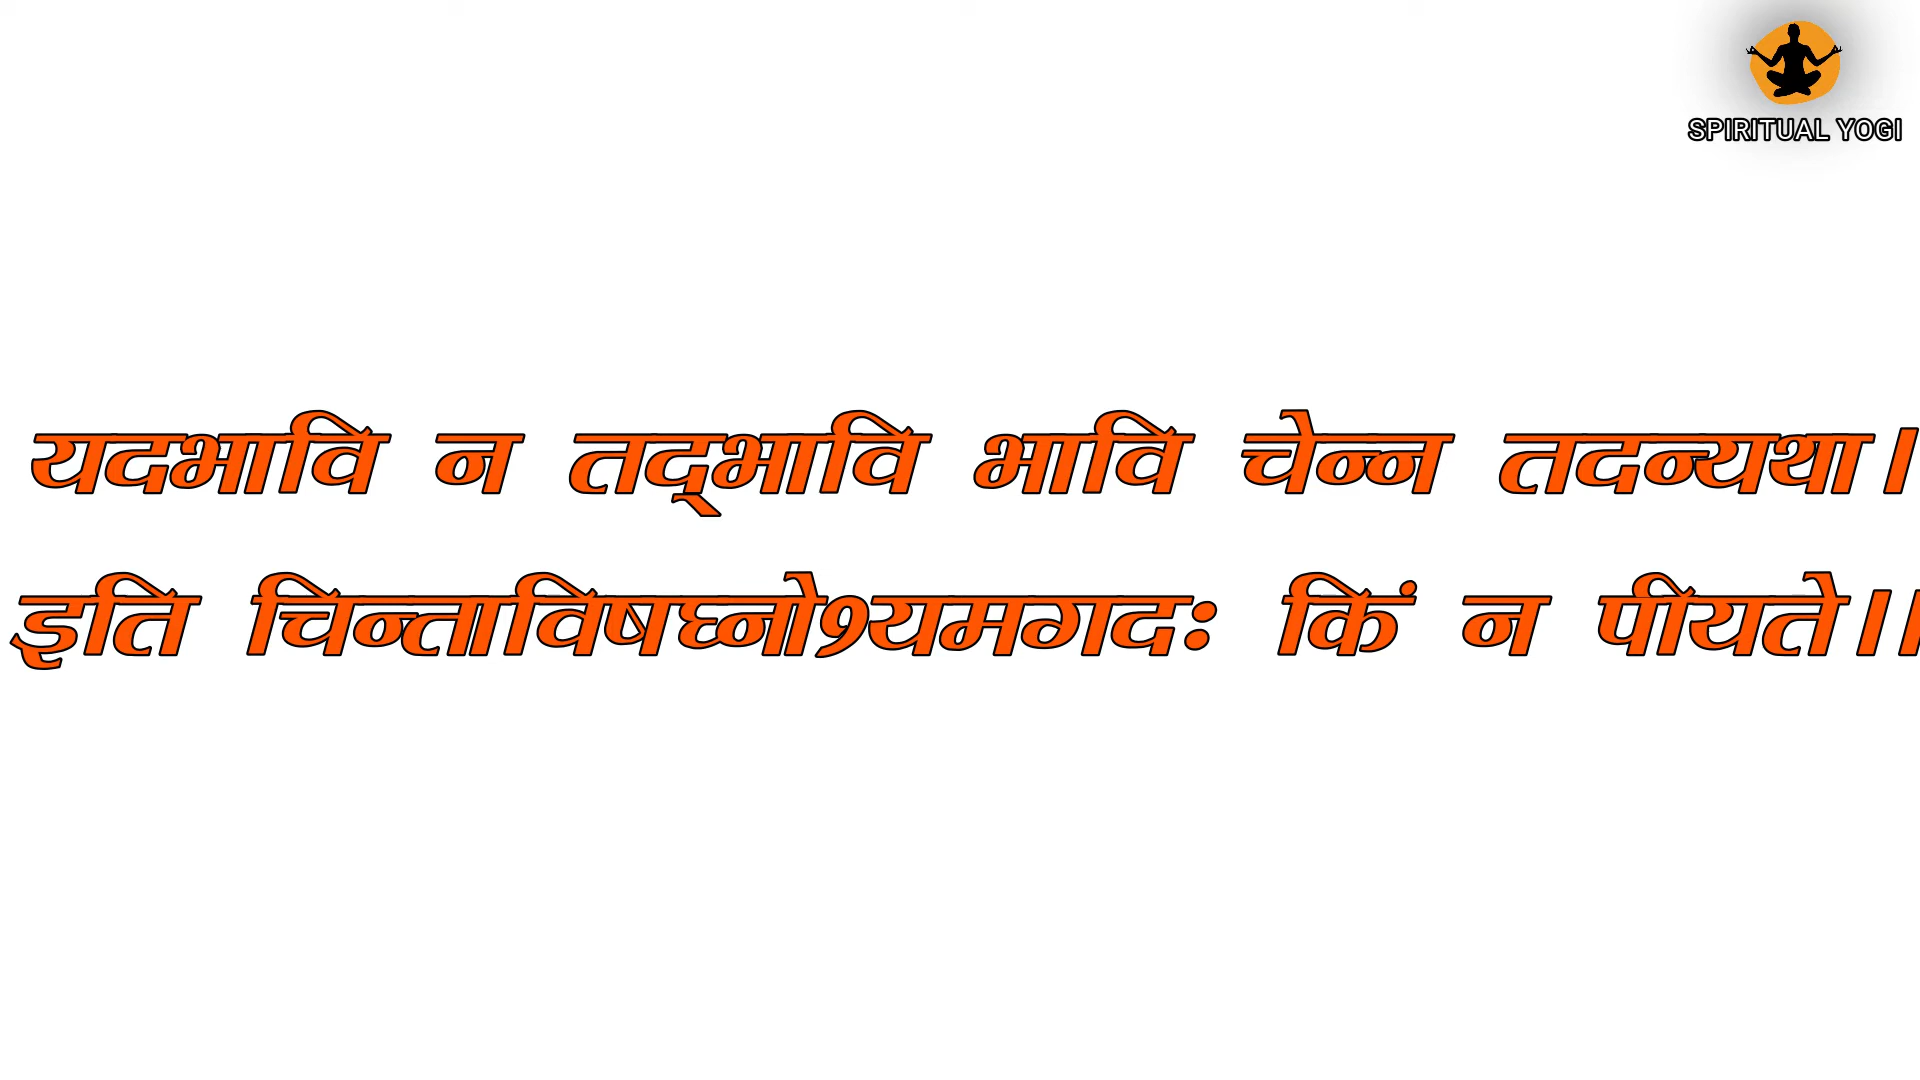 SPIRITUAL YOGI
यदभावि न तद्भावि भावि चेन्न तदन्यथा।
इति चिन्ताविषघ्नोऽयमगदः किं न पीयते।।